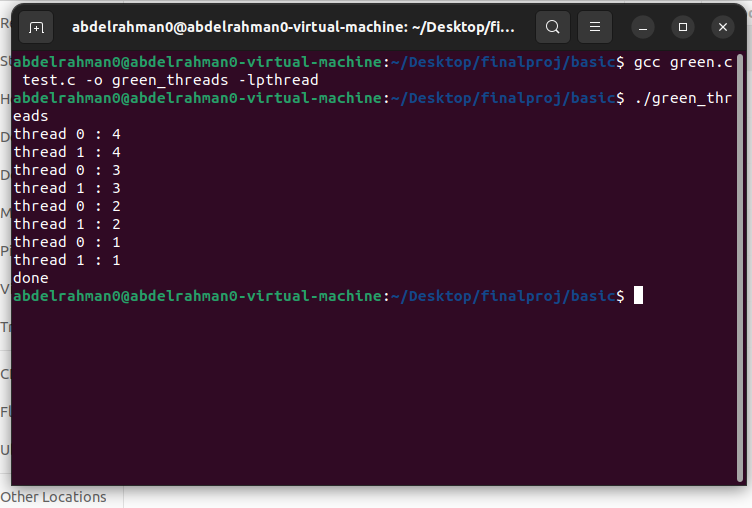 abdelrahman0@abdelrahman0-virtual-machine: ~/Desktop/fi...
abdelrahman0@abdelrahman0-virtual-machine:~/Desktop/finalproj/basic$ gcc green.c
 test.c -o green_threads -lpthread
abdelrahman0@abdelrahman0-virtual-machine:~/Desktop/finalproj/basic$ ./green_thr
eads
thread 0 : 4
thread 1 : 4
thread 0 : 3
thread 1 : 3
thread 0 : 2
thread 1 : 2
thread 0 : 1
thread 1 : 1
done
abdelrahman0@abdelrahman0-virtual-machine:~/Desktop/finalproj/basic$
Other Locations